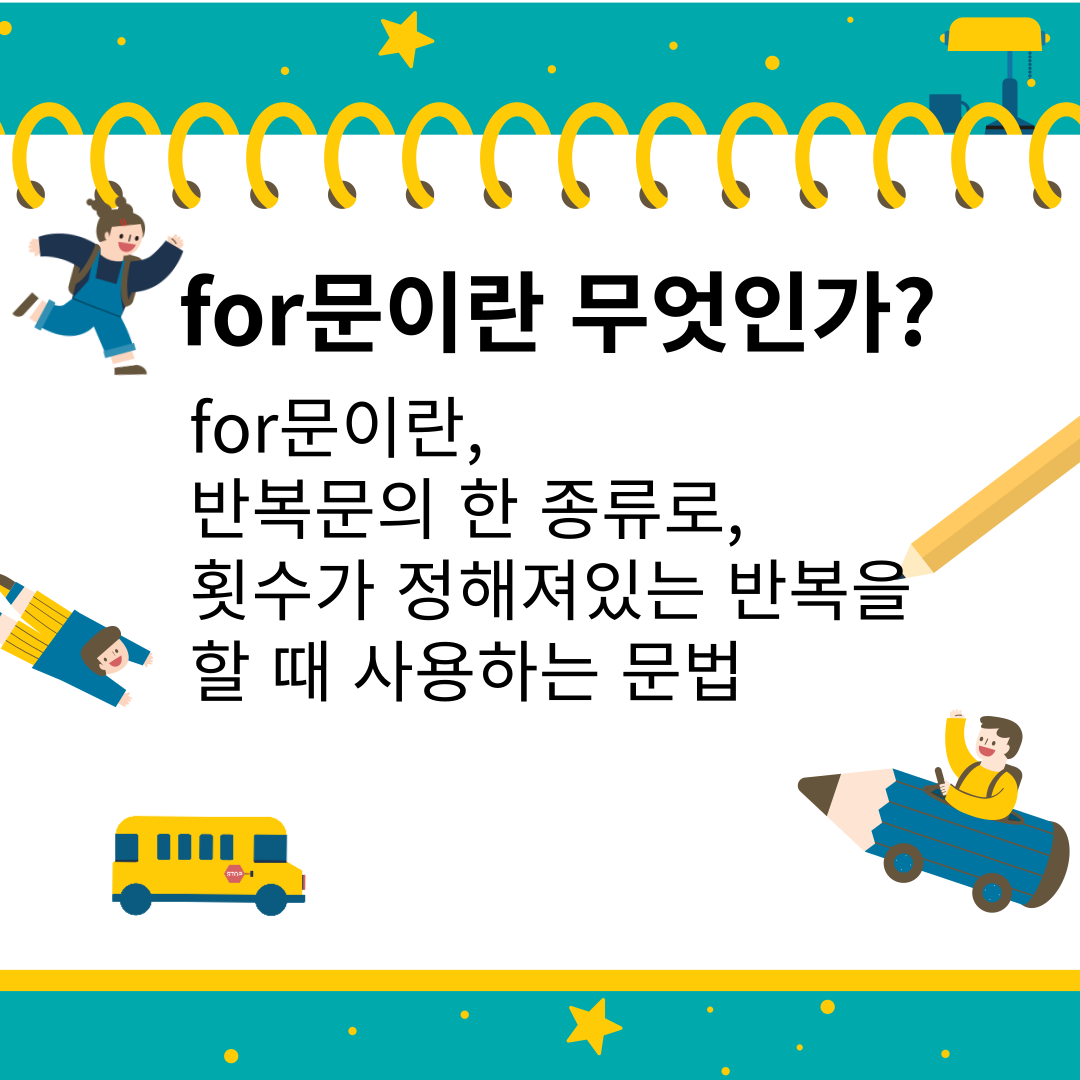 for문이란 무엇인가?
for문이란,
반복문의 한 종류로,
횟수가 정해져있는 반복을
할 때 사용하는 문법
STOP